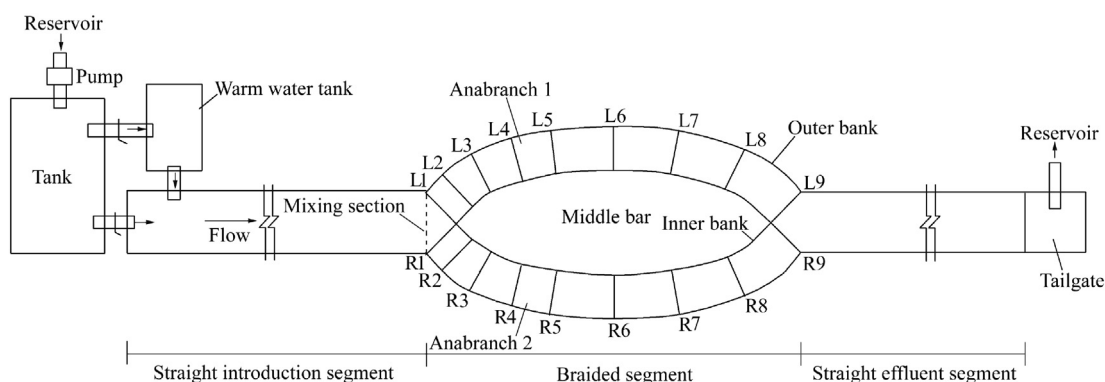 Reservoir
Pump
Warm water tank
Tank
Flow
Mixing section
Anabranch 1
L1
L2
L3
L4
L5
L6
L7
L8
L9
Outer bank
Middle bar
Inner bank
R1
R2
R3
R4
R5
R6
R7
R8
R9
Anabranch 2
Reservoir
Tailgate
Straight introduction segment
Braided segment
Straight effluent segment